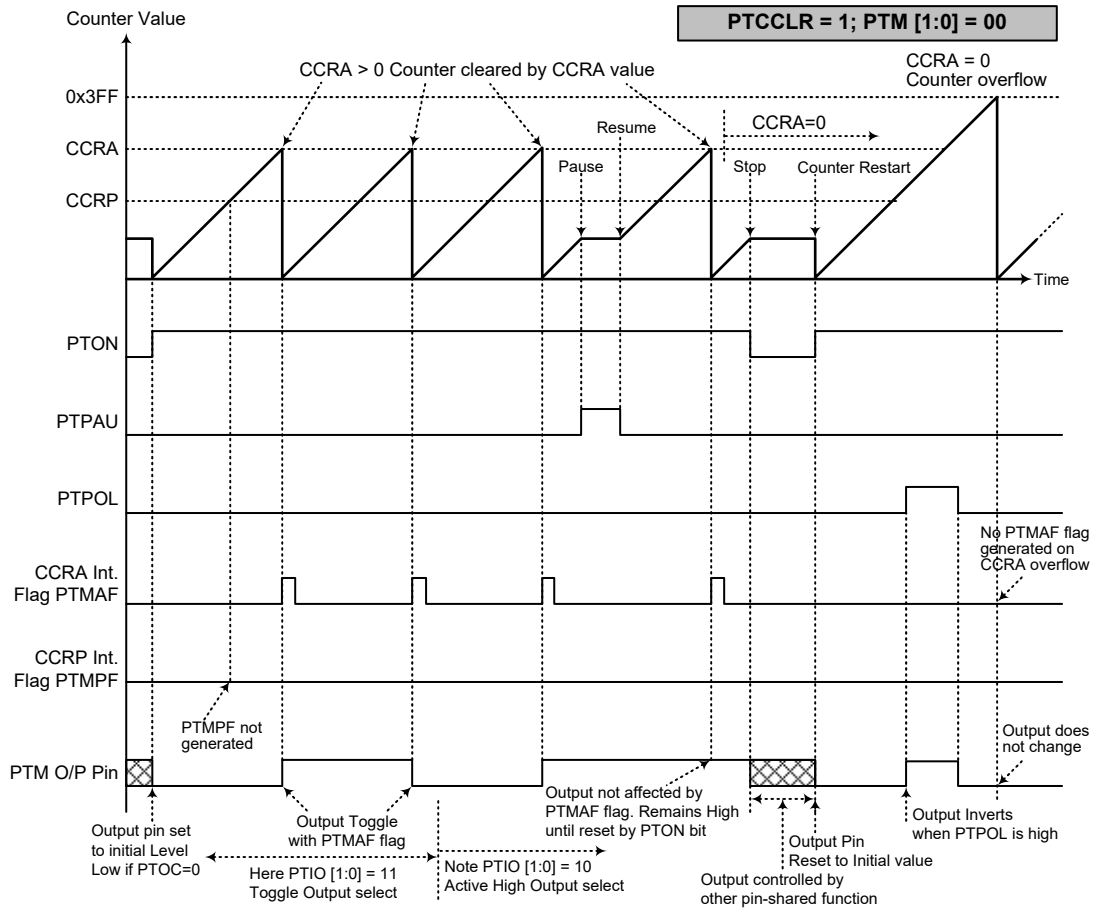 Counter Value
PTCCLR = 1; PTM [1:0] = 00
CCRA > 0 Counter cleared by CCRA value
CCRA = 0
Counter overflow
0x3FF
CCRA
CCRP
Resume
CCRA=0
Pause
Stop
Counter Restart
Time
PTON
PTPAU
PTPOL
No PTMAF flag
generated on
CCRA overflow
CCRA Int.
Flag PTMAF
CCRP Int.
Flag PTMPF
PTMPF not
generated
PTM O/P Pin
Output does
not change
Output pin set
to initial Level
Low if PTOC=0
Output Toggle
with PTMAF flag
Here PTIO [1:0] = 11
Toggle Output select
Output not affected by
PTMAF flag. Remains High
until reset by PTON bit
Note PTIO [1:0] = 10
Active High Output select
Output Pin
Reset to Initial value
Output controlled by
other pin-shared function
Output Inverts
when PTPOL is high